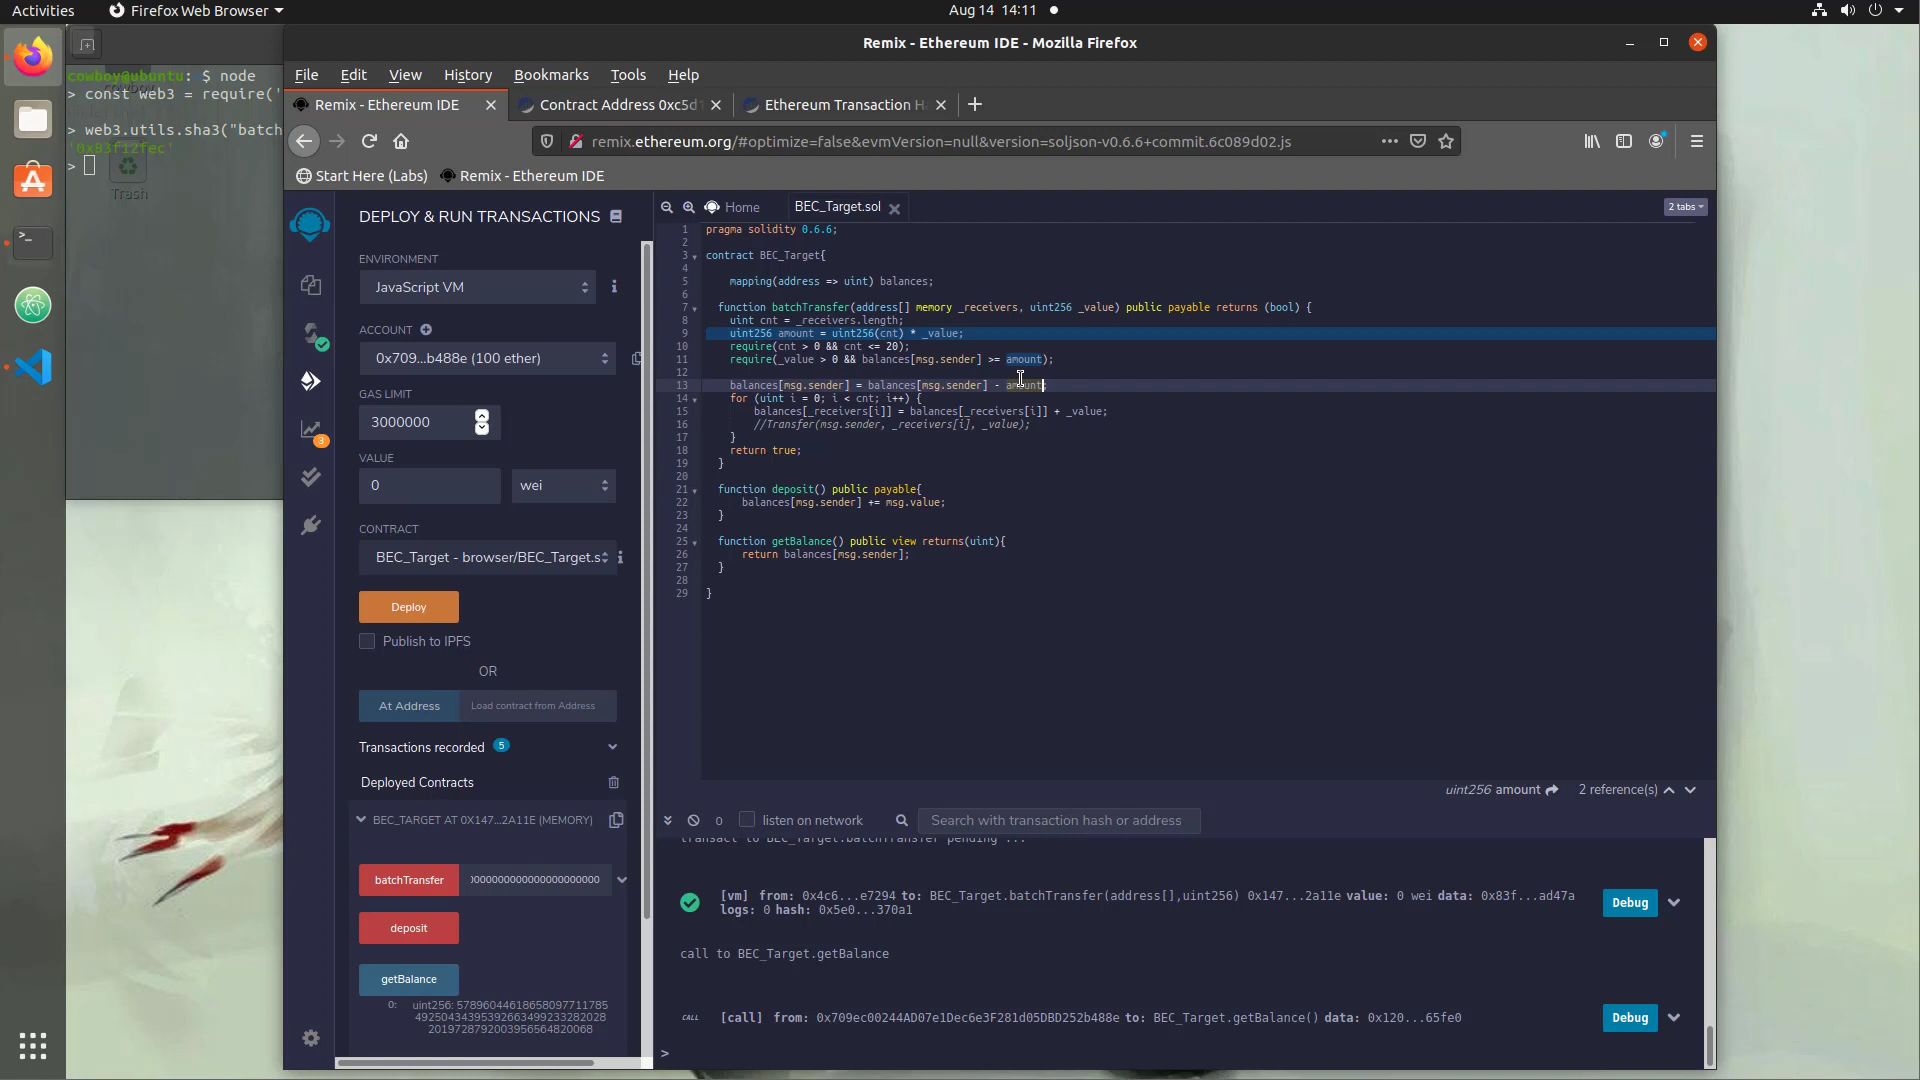 Activities
Firefox Web Browser
Aug 14 14:11
Remix - Ethereum IDE - Mozilla Firefox
File Edit View History Bookmarks Tools Help
Remix - Ethereum IDE
Contract Address 0xc5d1
Ethereum Transaction Ha
remix.ethereum.org/#optimize=false&evmVersion=null&version=soljson-v0.6.6+commit.6c089d02.js
Start Here (Labs)
Remix - Ethereum IDE
cowboy@ubuntu: $ node
> const web3 = require('
> web3.utils.sha3("batch
'0x83f12fec'
>
Trash
DEPLOY & RUN TRANSACTIONS
ENVIRONMENT
JavaScript VM
ACCOUNT
0x709...b488e (100 ether)
GAS LIMIT
3000000
VALUE
0
wei
CONTRACT
BEC_Target - browser/BEC_Target.s
Deploy
Publish to IPFS
OR
At Address
Load contract from Address
Transactions recorded 5
Deployed Contracts
BEC_TARGET AT 0X147...2A11E (MEMORY)
batchTransfer
deposit
getBalance
0: uint256: 57896044618658097711785
49250434395392663499233282028
2019728792003956564820068
3
Home
BEC_Target.sol
2 tabs
1 pragma solidity 0.6.6;
2
3 contract BEC_Target{
4
5 mapping(address => uint) balances;
6
7 function batchTransfer(address[] memory _receivers, uint256 _value) public payable returns (bool) {
8 uint cnt = _receivers.length;
9 uint256 amount = uint256(cnt) * _value;
10 require(cnt > 0 && cnt <= 20);
11 require(_value > 0 && balances[msg.sender] >= amount);
12
13 balances[msg.sender] = balances[msg.sender] - amount;
14 for (uint i = 0; i < cnt; i++) {
15 balances[_receivers[i]] = balances[_receivers[i]] + _value;
16 //Transfer(msg.sender, _receivers[i], _value);
17 }
18 return true;
19 }
20
21 function deposit() public payable{
22 balances[msg.sender] += msg.value;
23 }
24
25 function getBalance() public view returns(uint){
26 return balances[msg.sender];
27 }
28
29 }
uint256 amount
2 reference(s)
0
listen on network
Search with transaction hash or address
transact to BEC_Target.batchTransfer pending ...
[vm] from: 0x4c6...e7294 to: BEC_Target.batchTransfer(address[],uint256) 0x147...2a11e value: 0 wei data: 0x83f...ad47a
logs: 0 hash: 0x5e0...370a1
Debug
call to BEC_Target.getBalance
CALL [call] from: 0x709ec00244AD07e1Dec6e3F281d05DBD252b488e to: BEC_Target.getBalance() data: 0x120...65fe0
Debug
>